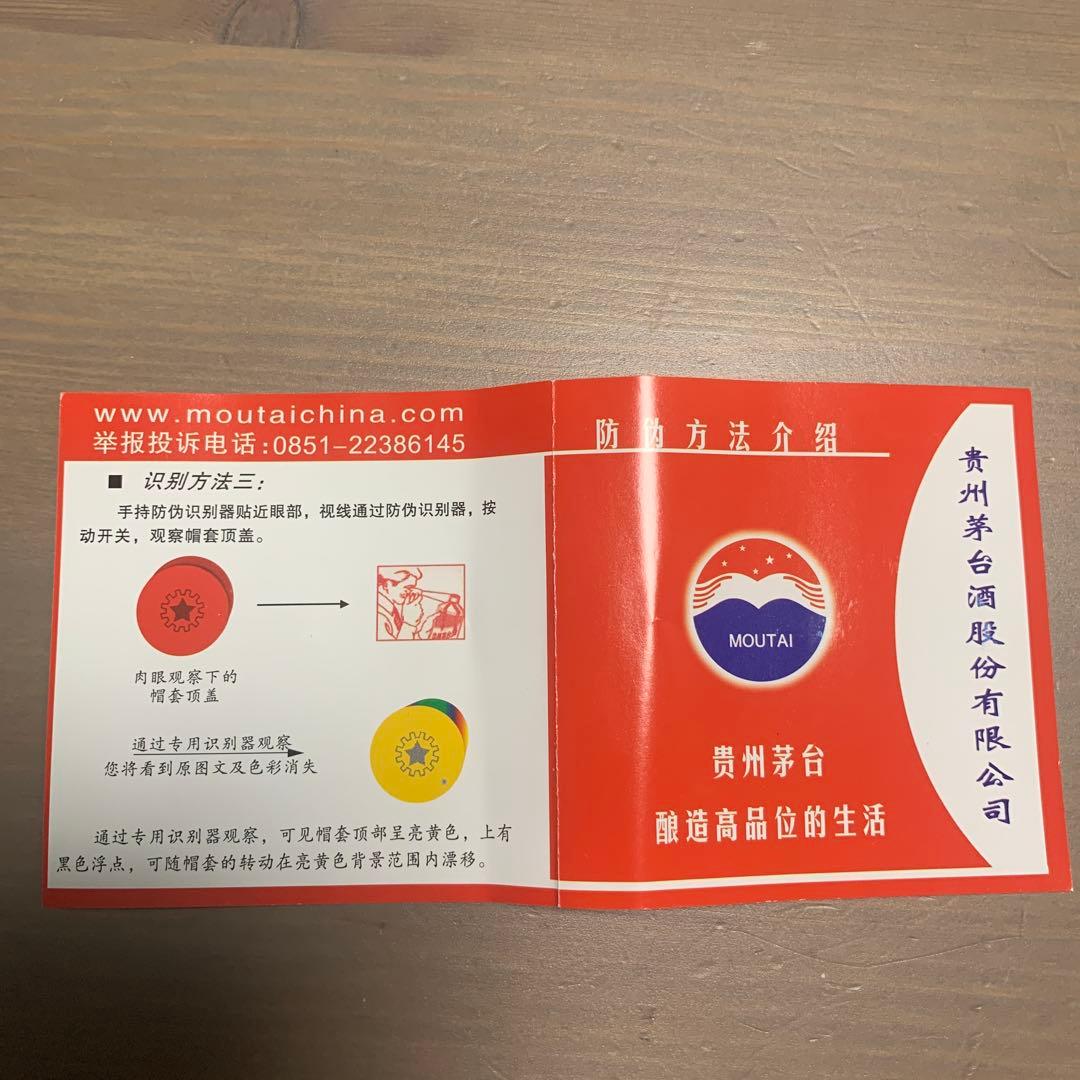 www.moutaichina.com
举报投诉电话:0851-22386145
■ 识别方法三:
手持防伪识别器贴近眼部，视线通过防伪识别器，按
动开关，观察帽套顶盖。
肉眼观察下的
帽套顶盖
通过专用识别器观察
您将看到原图文及色彩消失
通过专用识别器观察，可见帽套顶部呈亮黄色，上有
黑色浮点，可随帽套的转动在亮黄色背景范围内漂移。
防伪方法介绍
MOUTAI
贵州茅台
酿造高品位的生活
贵州茅台酒股份有限公司